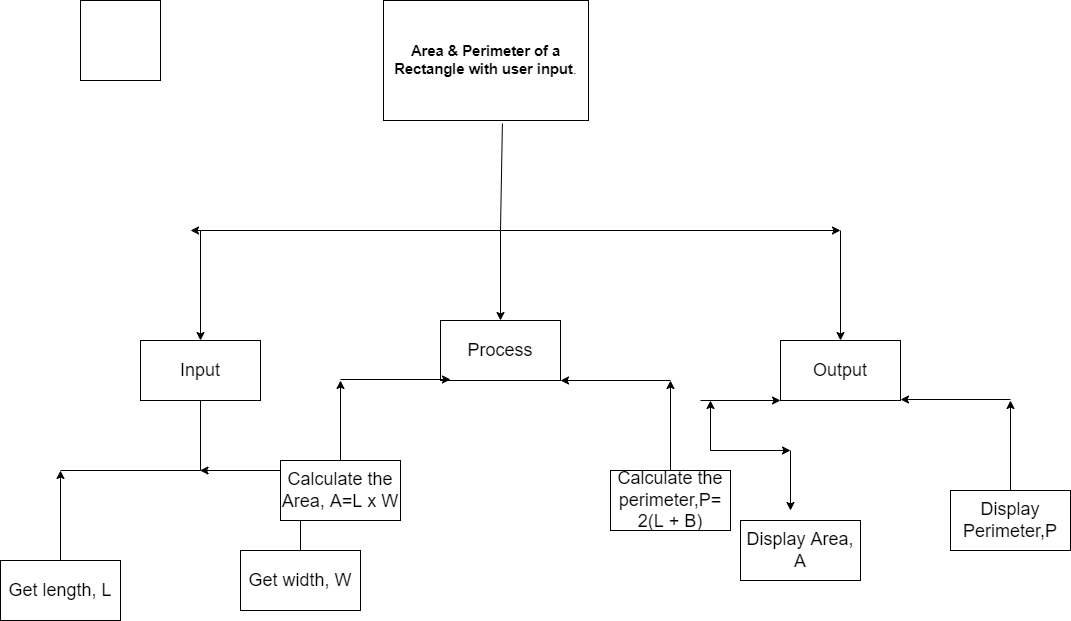 Area & Perimeter of a
Rectangle with user input.
Process
Input
Output
Calculate the
Area, A=L x W
Calculate the
perimeter,P=
2(L + B)
Display
Perimeter,P
Display Area,
A
Get length, L
Get width, W